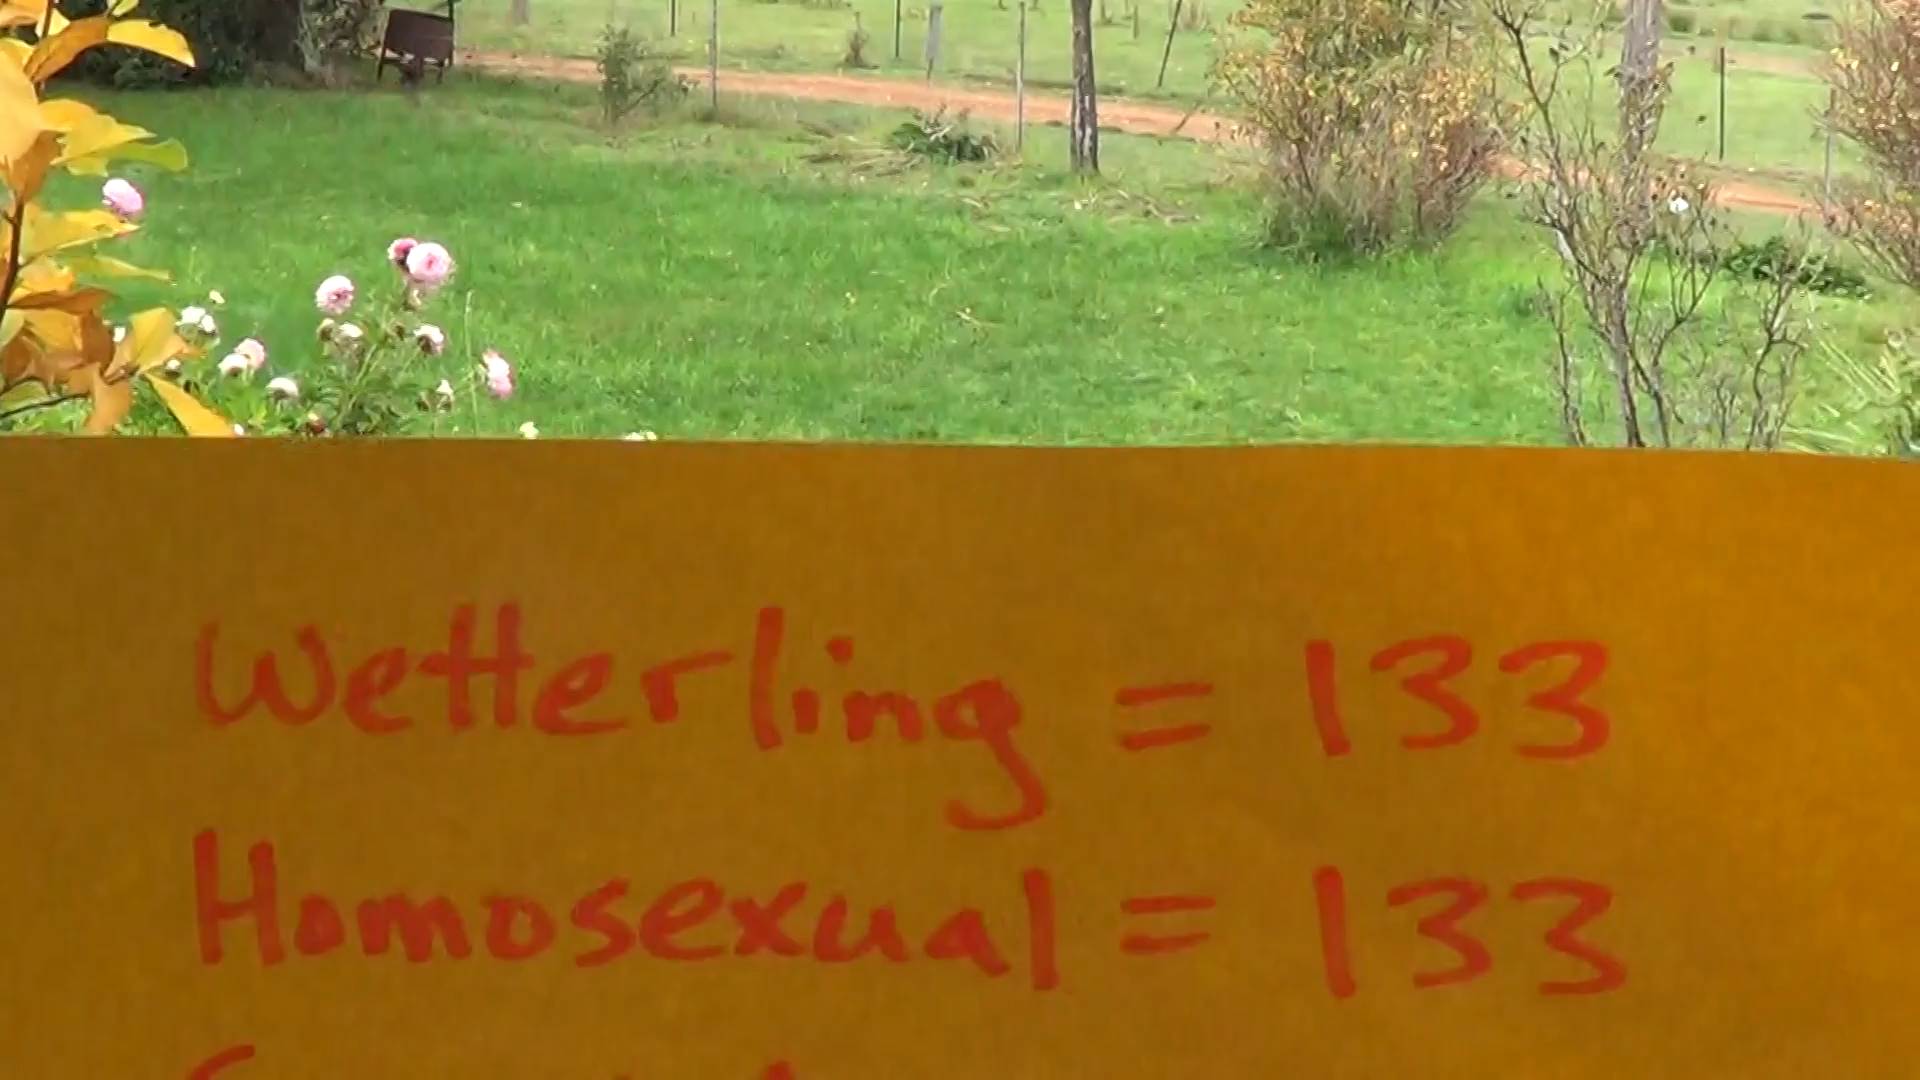 Wetterling = 133
Homosexual = 133